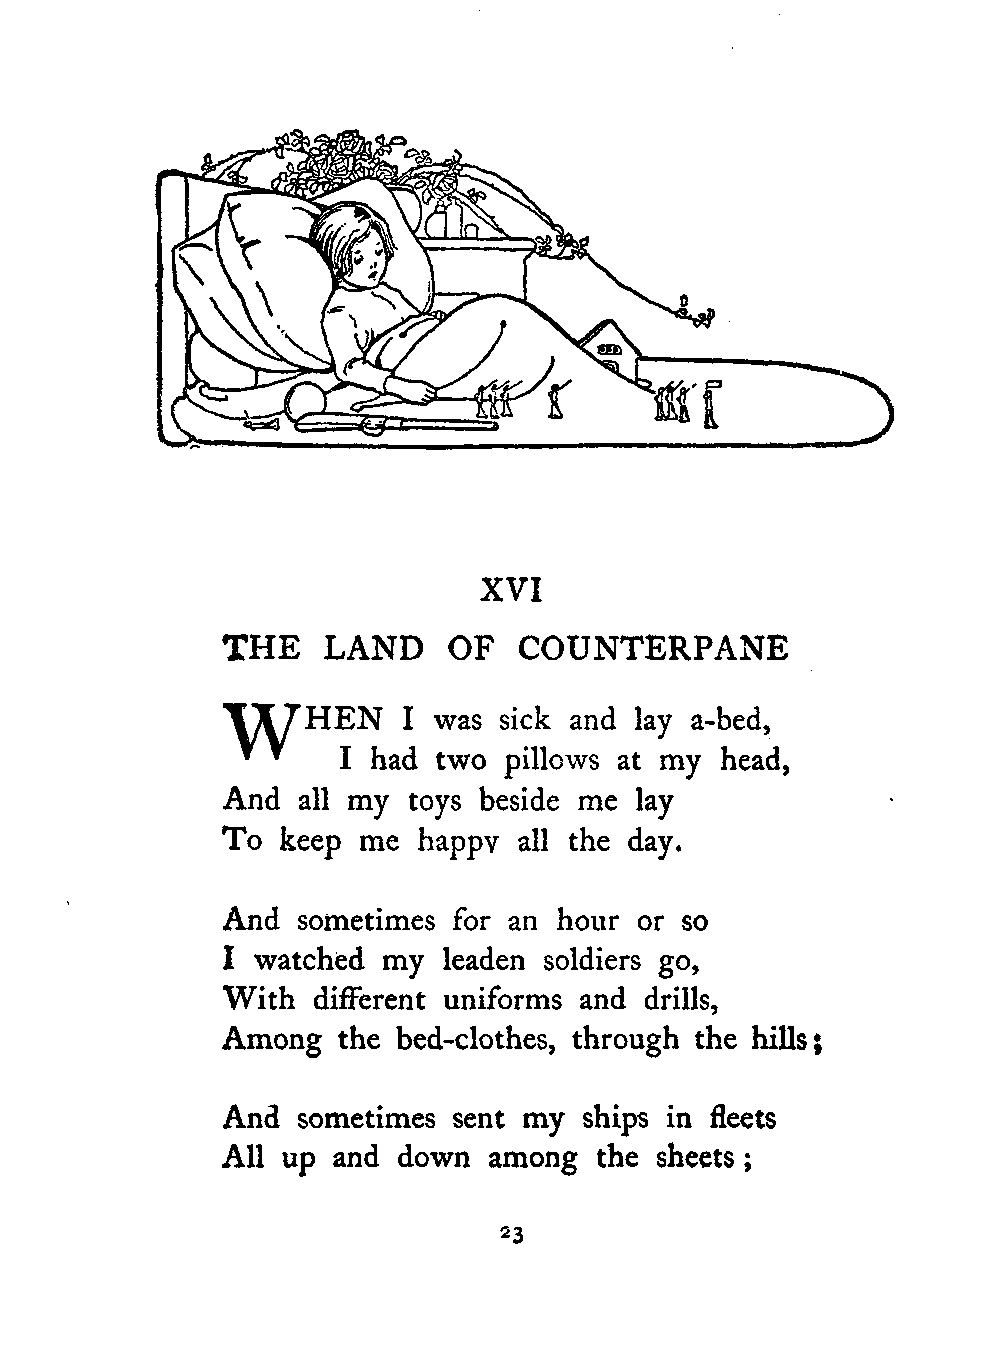 XVI
THE LAND OF COUNTERPANE
WHEN I was sick and lay a-bed,
I had two pillows at my head,
And all my toys beside me lay
To keep me happy all the day.
And sometimes for an hour or so
I watched my leaden soldiers go,
With different uniforms and drills,
Among the bed-clothes, through the hills;
And sometimes sent my ships in fleets
All up and down among the sheets;
23